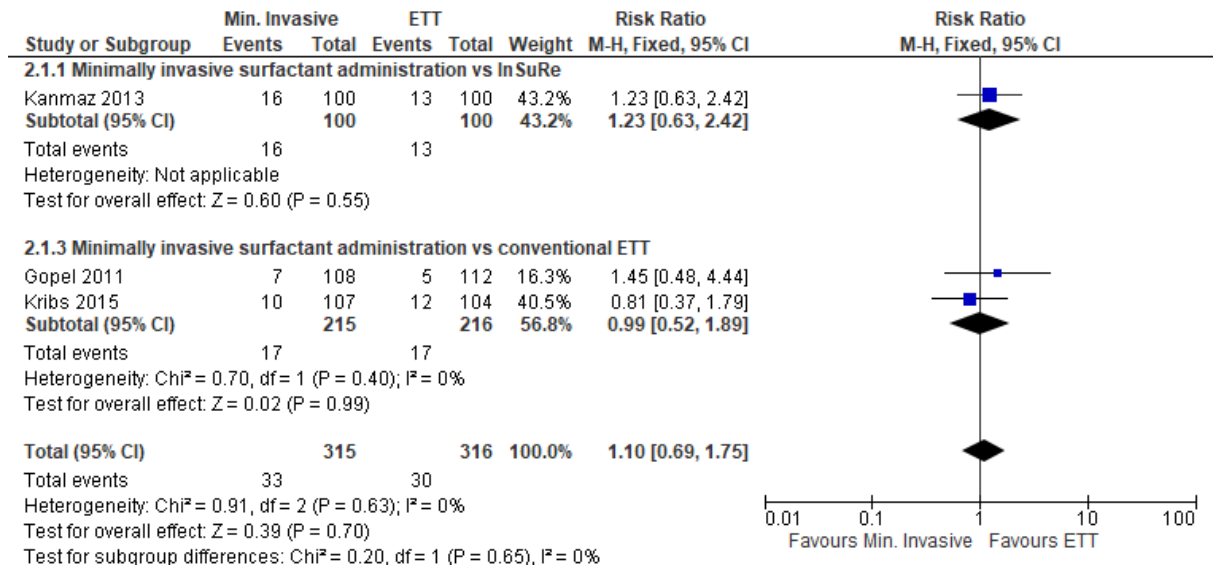 Min. Invasive ETT Risk Ratio Risk Ratio
Study or Subgroup Events Total Events Total Weight M-H, Fixed, 95% CI M-H, Fixed, 95% CI
2.1.1 Minimally invasive surfactant administration vs InSuRe
Kanmaz 2013 16 100 13 100 43.2% 1.23 [0.63, 2.42]
Subtotal (95% CI) 100 100 43.2% 1.23 [0.63, 2.42]
Total events 16 13
Heterogeneity: Not applicable
Test for overall effect: Z = 0.60 (P = 0.55)
2.1.3 Minimally invasive surfactant administration vs conventional ETT
Gopel 2011 7 108 5 112 16.3% 1.45 [0.48, 4.44]
Kribs 2015 10 107 12 104 40.5% 0.81 [0.37, 1.79]
Subtotal (95% CI) 215 216 56.8% 0.99 [0.52, 1.89]
Total events 17 17
Heterogeneity: Chi² = 0.70, df = 1 (P = 0.40); I² = 0%
Test for overall effect: Z = 0.02 (P = 0.99)
Total (95% CI) 315 316 100.0% 1.10 [0.69, 1.75]
Total events 33 30
Heterogeneity: Chi² = 0.91, df = 2 (P = 0.63); I² = 0%
Test for overall effect: Z = 0.39 (P = 0.70)
Test for subgroup differences: Chi² = 0.20, df = 1 (P = 0.65), I² = 0%
0.01 0.1 1 10 100
Favours Min. Invasive Favours ETT